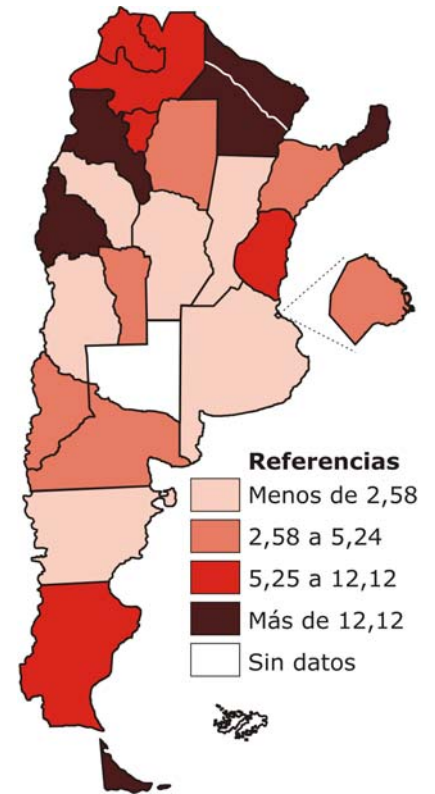 Referencias
Menos de 2,58
2,58 a 5,24
5,25 a 12,12
Más de 12,12
Sin datos